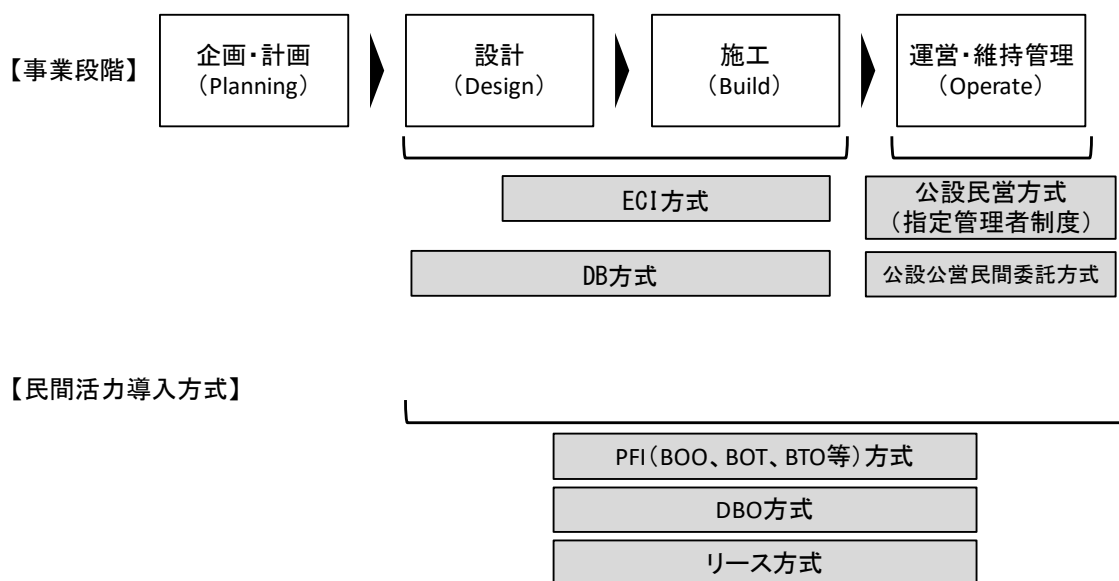 【事業段階】
企画・計画
（Planning）
設計
（Design）
施工
（Build）
運営・維持管理
（Operate）
ECI方式
公設民営方式
（指定管理者制度）
DB方式
公設公営民間委託方式
【民間活力導入方式】
PFI（BOO、BOT、BTO等）方式
DBO方式
リース方式